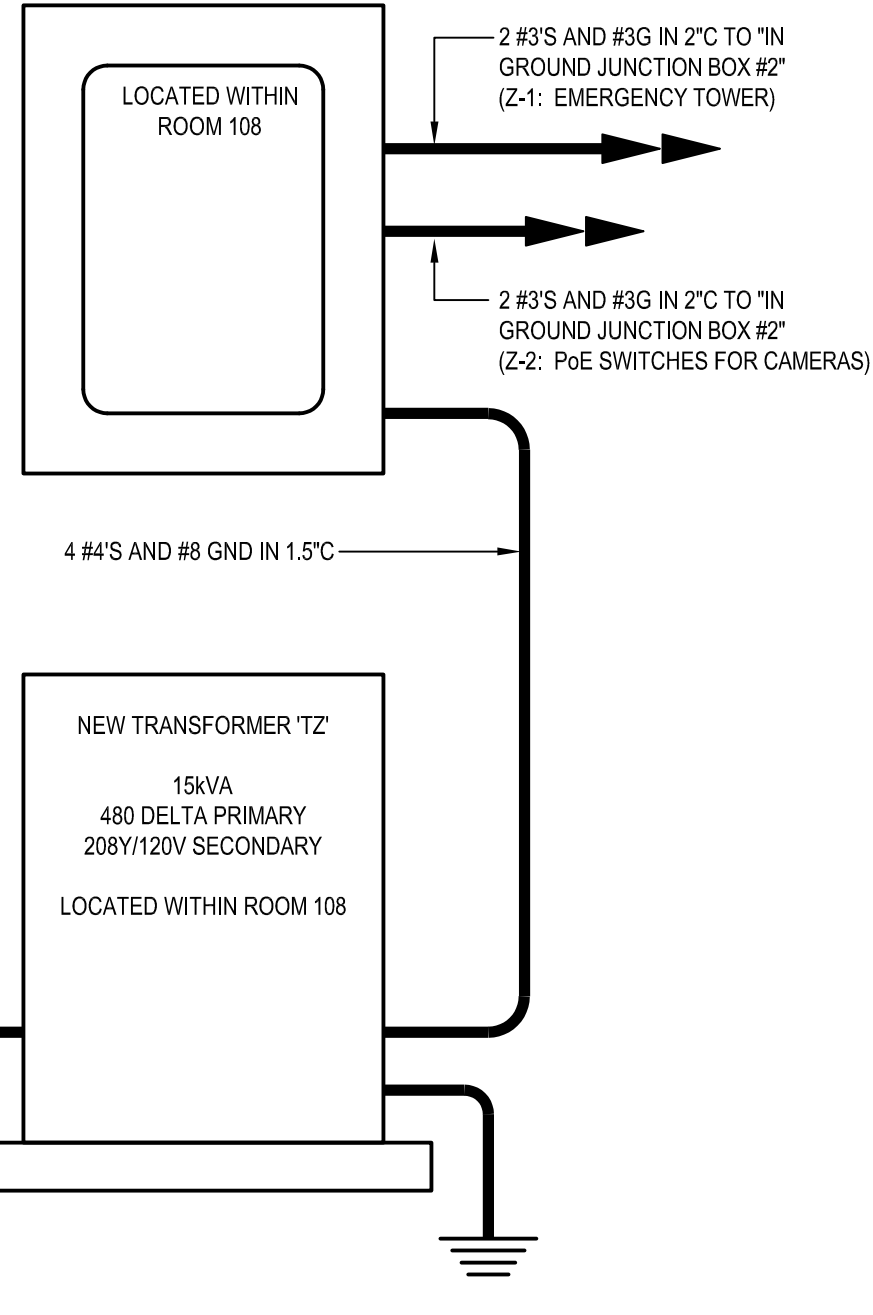 2 #3'S AND #3G IN 2"C TO "IN
GROUND JUNCTION BOX #2"
(Z-1: EMERGENCY TOWER)
LOCATED WITHIN
ROOM 108
2 #3'S AND #3G IN 2"C TO "IN
GROUND JUNCTION BOX #2"
(Z-2: PoE SWITCHES FOR CAMERAS)
4 #4'S AND #8 GND IN 1.5"C
NEW TRANSFORMER 'TZ'
15kVA
480 DELTA PRIMARY
208Y/120V SECONDARY
LOCATED WITHIN ROOM 108